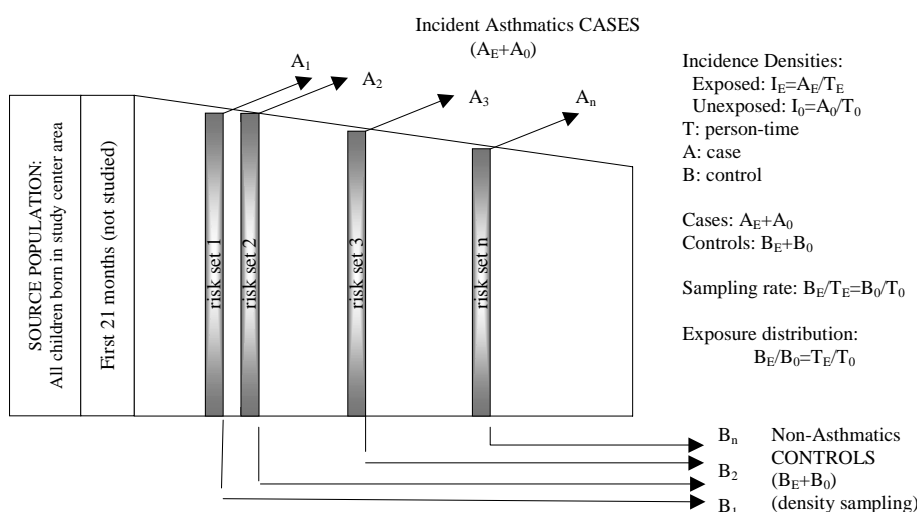 Incident Asthmatics CASES
(A_E+A_0)
A_1
A_2
A_3
A_n
SOURCE POPULATION:
All children born in study center area
First 21 months (not studied)
risk set 1
risk set 2
risk set 3
risk set n
Incidence Densities:
Exposed: I_E=A_E/T_E
Unexposed: I_0=A_0/T_0
T: person-time
A: case
B: control
Cases: A_E+A_0
Controls: B_E+B_0
Sampling rate: B_E/T_E=B_0/T_0
Exposure distribution:
B_E/B_0=T_E/T_0
B_n Non-Asthmatics
CONTROLS
B_2 (B_E+B_0)
B_1 (density sampling)